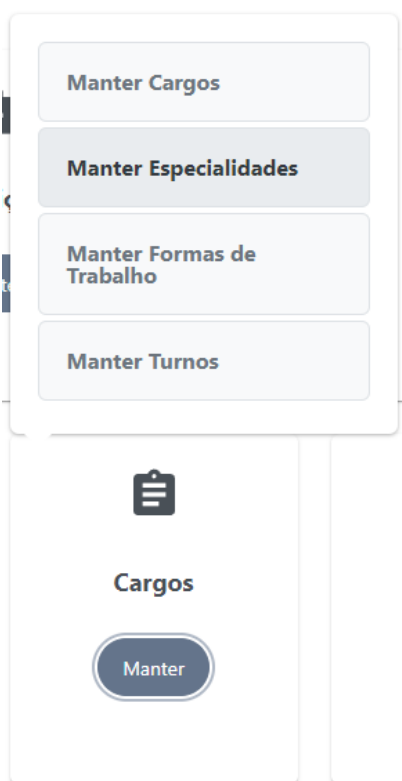 Manter Cargos
Manter Especialidades
Manter Formas de
Trabalho
Manter Turnos
Cargos
Manter